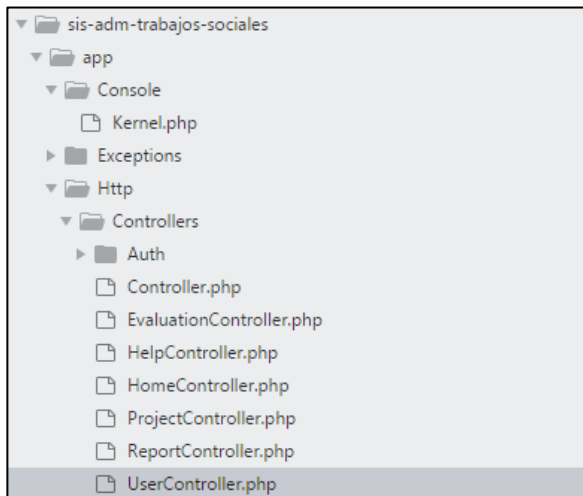 sis-adm-trabajos-sociales
app
Console
Kernel.php
Exceptions
Http
Controllers
Auth
Controller.php
EvaluationController.php
HelpController.php
HomeController.php
ProjectController.php
ReportController.php
UserController.php